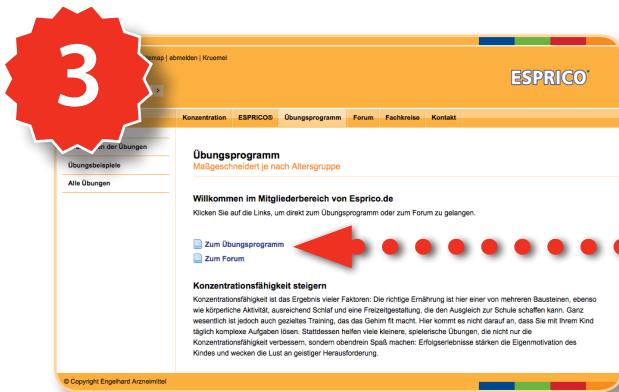 3
emap | abmelden | Kruemel
ESPRICO®
Konzentration ESPRICO® Übungsprogramm Forum Fachkreise Kontakt
en der Übungen
Übungsbeispiele
Alle Übungen
Übungsprogramm
Maßgeschneidert je nach Altersgruppe
Willkommen im Mitgliederbereich von Esprico.de
Klicken Sie auf die Links, um direkt zum Übungsprogramm oder zum Forum zu gelangen.
Zum Übungsprogramm
Zum Forum
Konzentrationsfähigkeit steigern
Konzentrationsfähigkeit ist das Ergebnis vieler Faktoren: Die richtige Ernährung ist hier einer von mehreren Bausteinen, ebenso
wie körperliche Aktivität, ausreichend Schlaf und eine Freizeitgestaltung, die den Ausgleich zur Schule schaffen kann. Ganz
wesentlich ist jedoch auch gezieltes Training, das das Gehirn fit macht. Hier kommt es nicht darauf an, dass Sie mit Ihrem Kind
täglich komplexe Aufgaben lösen. Stattdessen helfen viele kleinere, spielerische Übungen, die nicht nur die
Konzentrationsfähigkeit verbessern, sondern obendrein Spaß machen: Erfolgserlebnisse stärken die Eigenmotivation des
Kindes und wecken die Lust an geistiger Herausforderung.
© Copyright Engelhard Arzneimittel